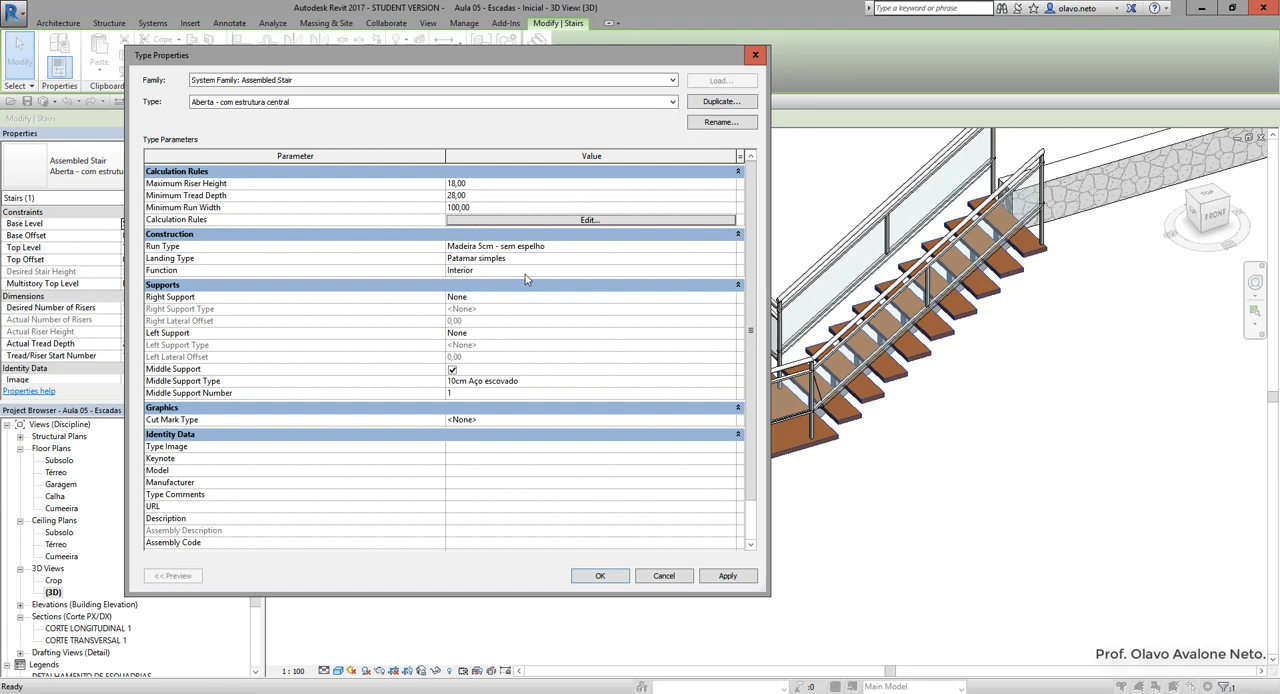 Autodesk Revit 2017 - STUDENT VERSION - Aula 05 - Escadas - Inicial - 3D View: {3D}
Type a keyword or phrase
olavo.neto
Architecture Structure Systems Insert Annotate Analyze Massing & Site Collaborate View Manage Add-Ins Modify | Stairs
Modify
Cope
Paste
Select Properties Clipboard
Modify | Stairs
Properties
Assembled Stair
Aberta - com estrutu
Stairs (1)
Constraints
Base Level
Base Offset
Top Level
Top Offset
Desired Stair Height
Multistory Top Level
Dimensions
Desired Number of Risers
Actual Number of Risers
Actual Riser Height
Actual Tread Depth
Tread/Riser Start Number
Identity Data
Image
Properties help
Project Browser - Aula 05 - Escadas
Views (Discipline)
Structural Plans
Floor Plans
Subsolo
Térreo
Garagem
Calha
Cumeeira
Ceiling Plans
Subsolo
Térreo
Cumeeira
3D Views
Crop
{3D}
Elevations (Building Elevation)
Sections (Corte PX/DX)
CORTE LONGITUDINAL 1
CORTE TRANSVERSAL 1
Drafting Views (Detail)
Legends
DETALHAMENTO DE ESQUADRIAS
Ready
Type Properties
Family: System Family: Assembled Stair Load...
Type: Aberta - com estrutura central Duplicate...
Rename...
Type Parameters
Parameter Value =
Calculation Rules
Maximum Riser Height 18,00
Minimum Tread Depth 28,00
Minimum Run Width 100,00
Calculation Rules Edit...
Construction
Run Type Madeira 5cm - sem espelho
Landing Type Patamar simples
Function Interior
Supports
Right Support None
Right Support Type <None>
Right Lateral Offset 0,00
Left Support None
Left Support Type <None>
Left Lateral Offset 0,00
Middle Support
Middle Support Type 10cm Aço escovado
Middle Support Number 1
Graphics
Cut Mark Type <None>
Identity Data
Type Image
Keynote
Model
Manufacturer
Type Comments
URL
Description
Assembly Description
Assembly Code
<< Preview OK Cancel Apply
TOP
FRONT
Prof. Olavo Avalone Neto.
1 : 100
:0
Main Model
:1